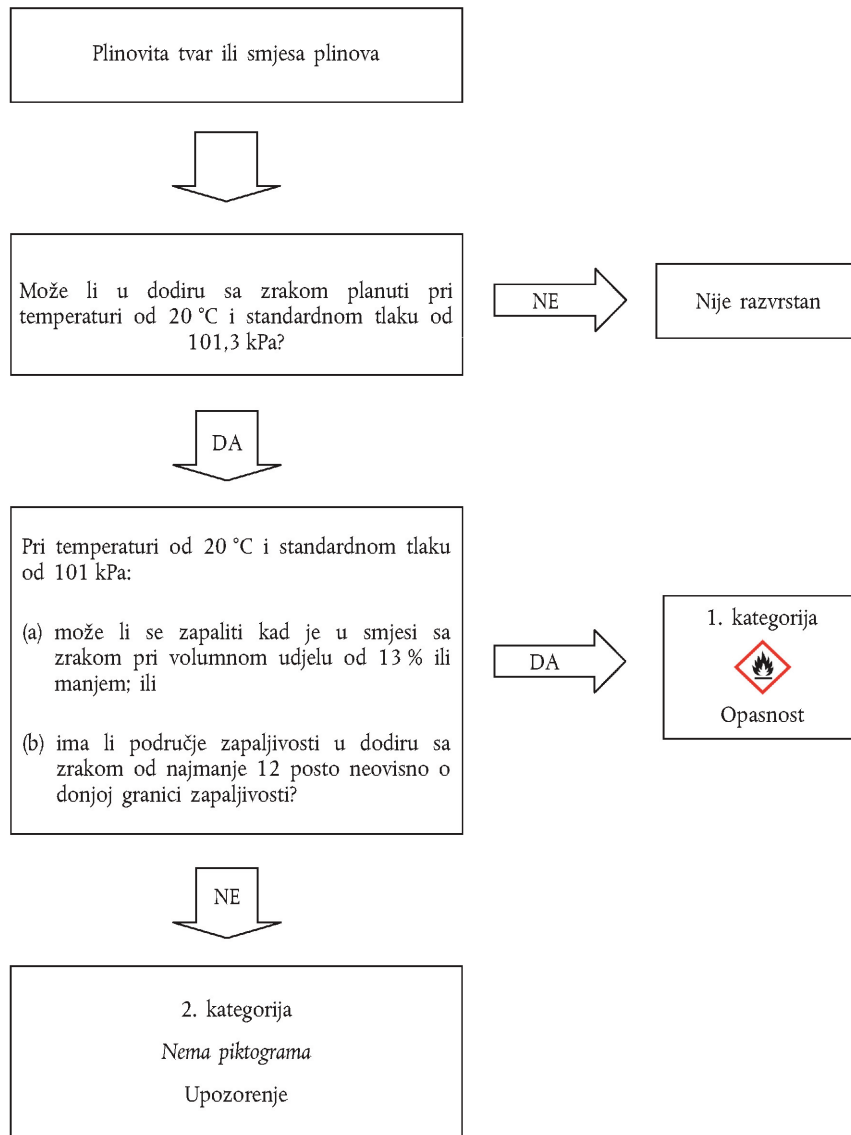 Plinovita tvar ili smjesa plinova
Može li u dodiru sa zrakom planuti pri
temperaturi od 20 °C i standardnom tlaku od
101,3 kPa?
NE
Nije razvrstan
DA
Pri temperaturi od 20 °C i standardnom tlaku
od 101 kPa:
(a) može li se zapaliti kad je u smjesi sa
zrakom pri volumnom udjelu od 13 % ili
manjem; ili
(b) ima li područje zapaljivosti u dodiru sa
zrakom od najmanje 12 posto neovisno o
donjoj granici zapaljivosti?
DA
1. kategorija
Opasnost
NE
2. kategorija
Nema piktograma
Upozorenje